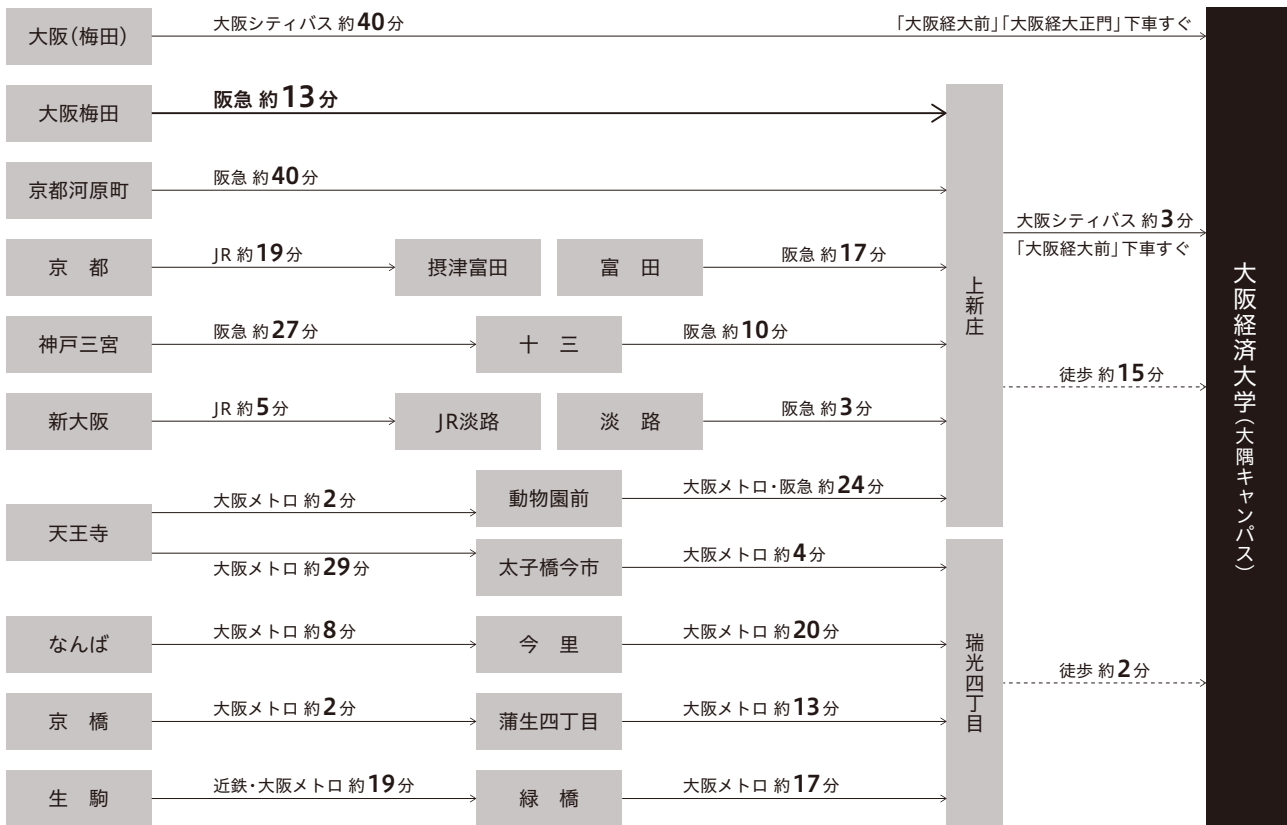 大阪(梅田)
大阪シティバス 約40分
「大阪経大前」「大阪経大正門」下車すぐ
大阪梅田
阪急 約13分
京都河原町
阪急 約40分
京　都
JR 約19分
摂津富田
富　田
阪急 約17分
神戸三宮
阪急 約27分
十　三
阪急 約10分
新大阪
JR 約5分
JR淡路
淡　路
阪急 約3分
天王寺
大阪メトロ 約2分
動物園前
大阪メトロ・阪急 約24分
大阪メトロ 約29分
太子橋今市
大阪メトロ 約4分
なんば
大阪メトロ 約8分
今　里
大阪メトロ 約20分
京　橋
大阪メトロ 約2分
蒲生四丁目
大阪メトロ 約13分
生　駒
近鉄・大阪メトロ 約19分
緑　橋
大阪メトロ 約17分
上新庄
大阪シティバス 約3分
「大阪経大前」下車すぐ
徒歩 約15分
瑞光四丁目
徒歩 約2分
大阪経済大学(大隅キャンパス)